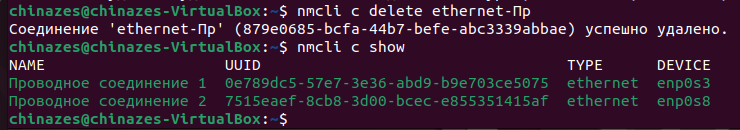 chinazes@chinazes-VirtualBox:~$ nmcli c delete ethernet-Пр
Соединение 'ethernet-Пр' (879e0685-bcfa-44b7-befe-abc3339abbae) успешно удалено.
chinazes@chinazes-VirtualBox:~$ nmcli c show
NAME UUID TYPE DEVICE
Проводное соединение 1 0e789dc5-57e7-3e36-abd9-b9e703ce5075 ethernet enp0s3
Проводное соединение 2 7515eaef-8cb8-3d00-bcec-e855351415af ethernet enp0s8
chinazes@chinazes-VirtualBox:~$